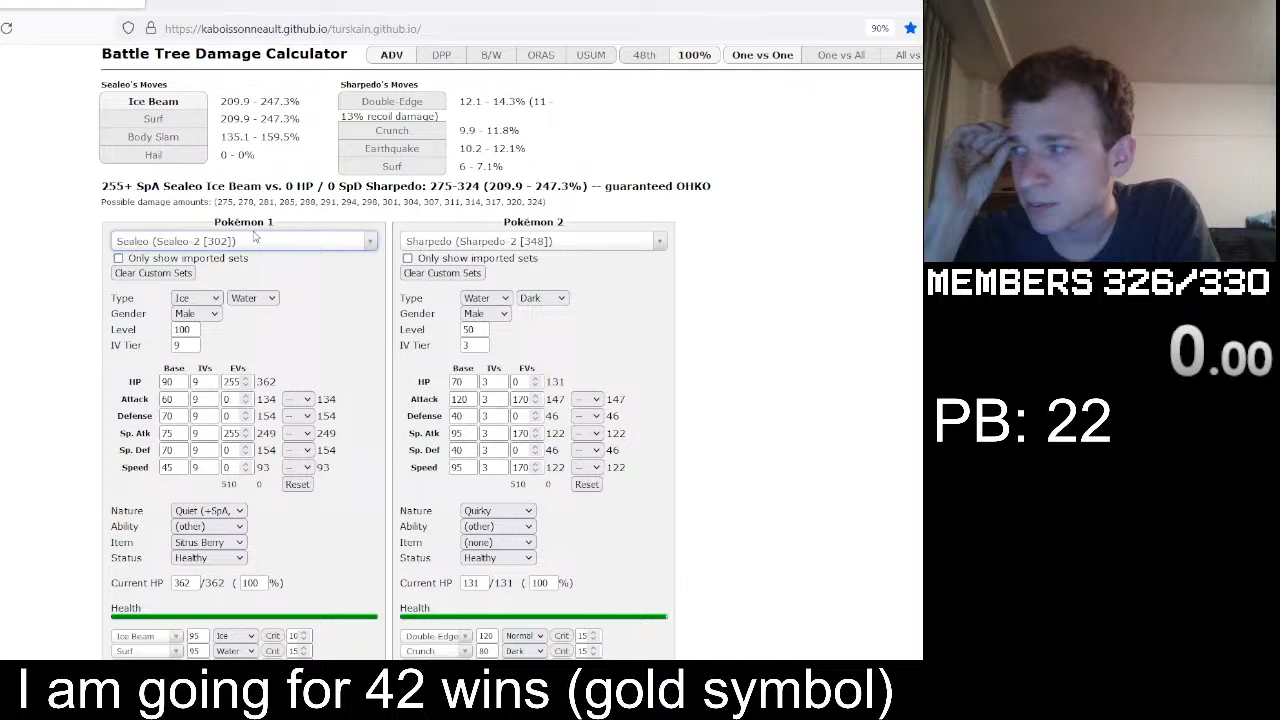 https://kaboissonneault.github.io/turskain.github.io/
90%
Battle Tree Damage Calculator ADV DPP B/W ORAS USUM 48th 100% One vs One One vs All All vs
Sealeo's Moves Sharpedo's Moves
Ice Beam 209.9 - 247.3% Double-Edge 12.1 - 14.3% (11 -
13% recoil damage)
Surf 209.9 - 247.3% Crunch 9.9 - 11.8%
Body Slam 135.1 - 159.5% Earthquake 10.2 - 12.1%
Hail 0 - 0% Surf 6 - 7.1%
255+ SpA Sealeo Ice Beam vs. 0 HP / 0 SpD Sharpedo: 275-324 (209.9 - 247.3%) -- guaranteed OHKO
Possible damage amounts: (275, 278, 281, 285, 288, 291, 294, 298, 301, 304, 307, 311, 314, 317, 320, 324)
Pokémon 1
Sealeo (Sealeo-2 [302])
Only show imported sets
Clear Custom Sets
Type Ice Water
Gender Male
Level 100
IV Tier 9
Base IVs EVs
HP 90 9 255 362
Attack 60 9 0 134 -- 134
Defense 70 9 0 154 -- 154
Sp. Atk 75 9 255 249 -- 249
Sp. Def 70 9 0 154 -- 154
Speed 45 9 0 93 -- 93
510 0 Reset
Nature Quiet (+SpA,
Ability (other)
Item Sitrus Berry
Status Healthy
Current HP 362 /362 ( 100 %)
Health
Ice Beam 95 Ice Crit 10
Surf 95 Water Crit 15
Pokémon 2
Sharpedo (Sharpedo-2 [348])
Only show imported sets
Clear Custom Sets
Type Water Dark
Gender Male
Level 50
IV Tier 3
Base IVs EVs
HP 70 3 0 131
Attack 120 3 170 147 -- 147
Defense 40 3 0 46 -- 46
Sp. Atk 95 3 170 122 -- 122
Sp. Def 40 3 0 46 -- 46
Speed 95 3 170 122 -- 122
510 0 Reset
Nature Quirky
Ability (other)
Item (none)
Status Healthy
Current HP 131 /131 ( 100 %)
Health
Double-Edge 120 Normal Crit 15
Crunch 80 Dark Crit 15
MEMBERS 326/330
0.00
PB: 22
I am going for 42 wins (gold symbol)